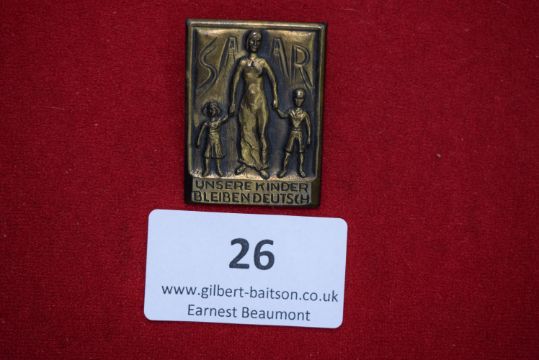 SAAR
UNSERE KINDER
BLEIBEN DEUTSCH
26
www.gilbert-baitson.co.uk
Earnest Beaumont